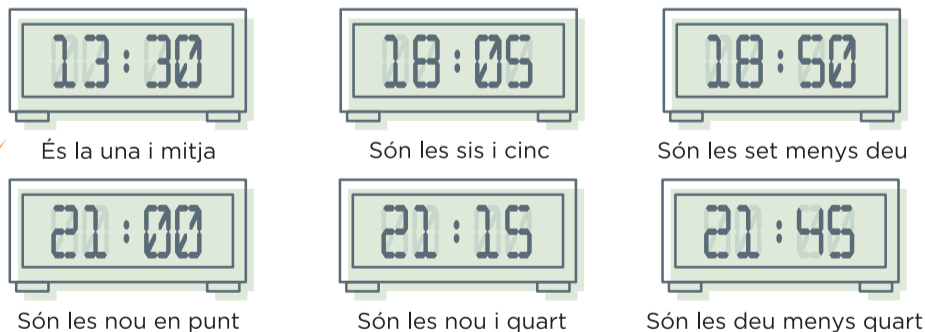 13:30 18:05 18:50
És la una i mitja Són les sis i cinc Són les set menys deu
21:00 21:15 21:45
Són les nou en punt Són les nou i quart Són les deu menys quart